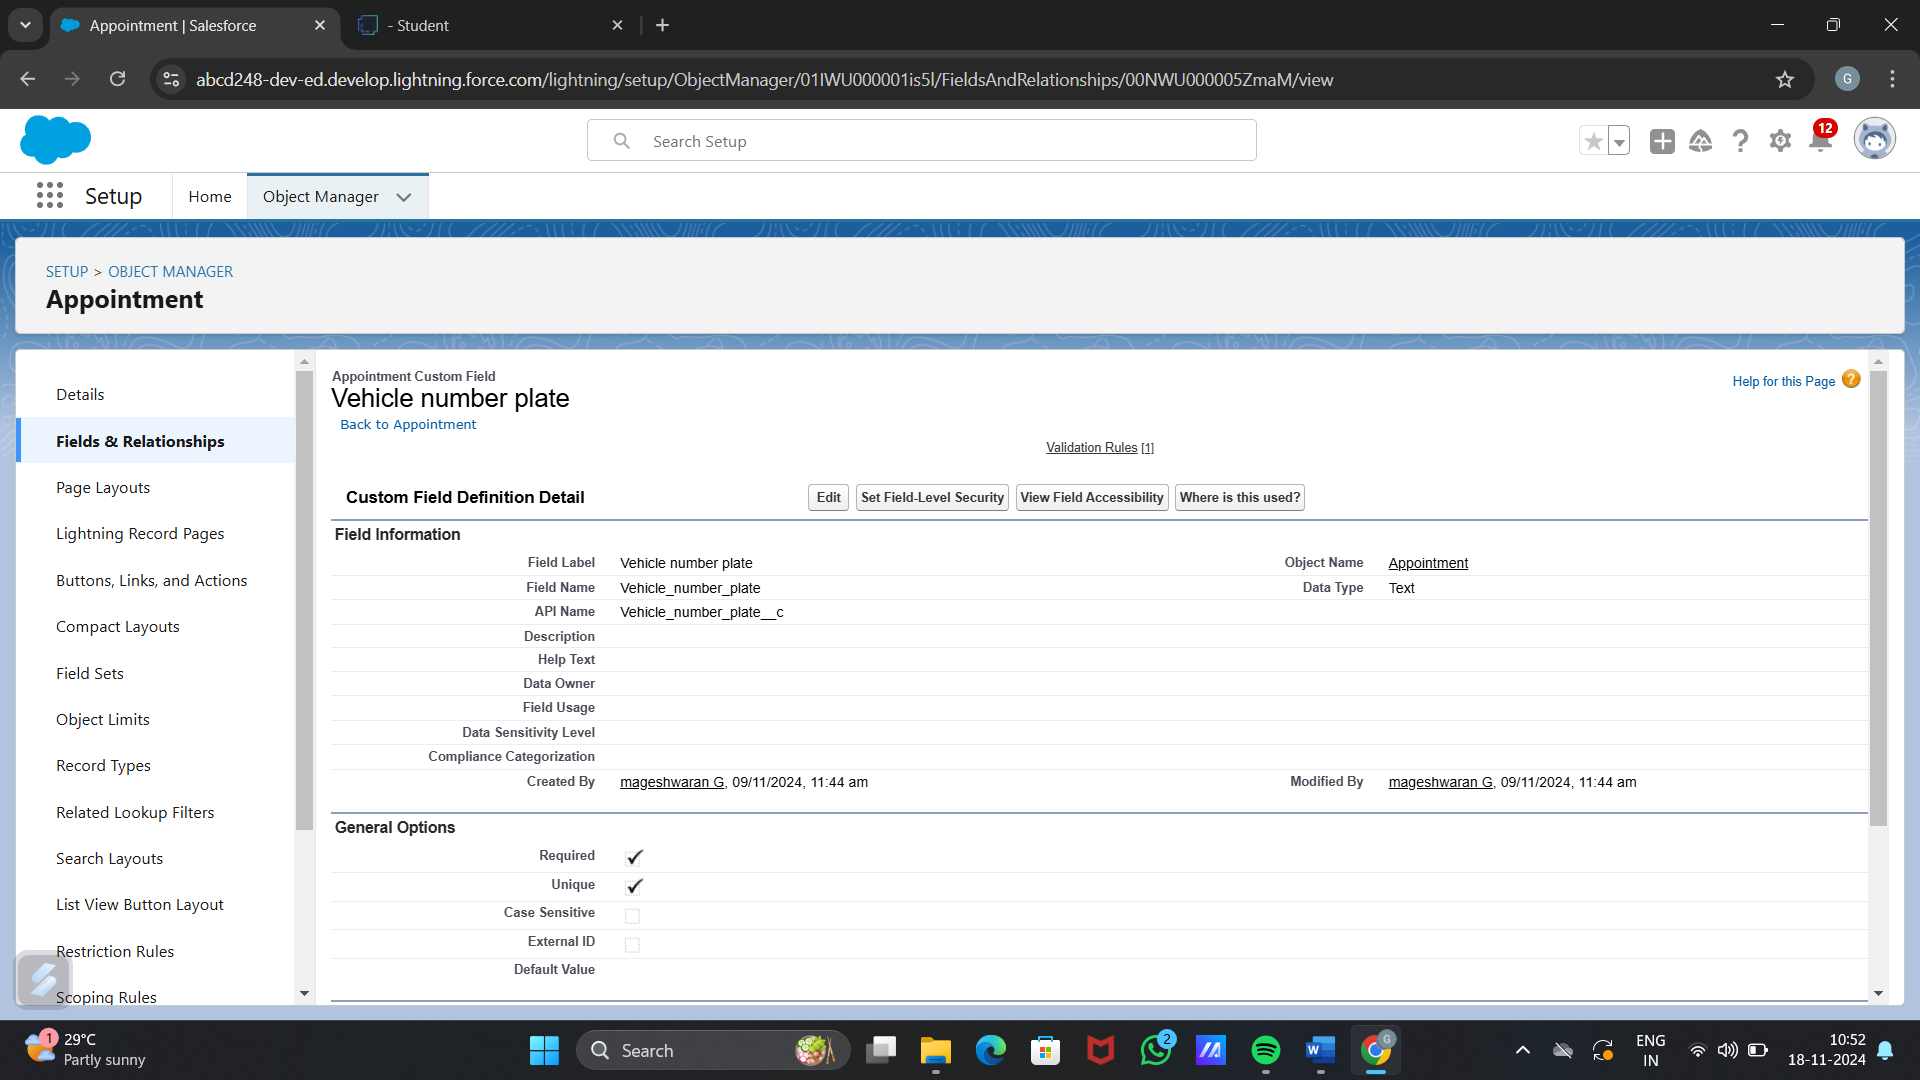 Appointment | Salesforce
- Student
abcd248-dev-ed.develop.lightning.force.com/lightning/setup/ObjectManager/01IWU000001is5l/FieldsAndRelationships/00NWU000005ZmaM/view
G
Search Setup
12
Setup
Home
Object Manager
SETUP > OBJECT MANAGER
Appointment
Details
Fields & Relationships
Page Layouts
Lightning Record Pages
Buttons, Links, and Actions
Compact Layouts
Field Sets
Object Limits
Record Types
Related Lookup Filters
Search Layouts
List View Button Layout
Restriction Rules
Scoping Rules
Appointment Custom Field
Vehicle number plate
Back to Appointment
Help for this Page ?
Validation Rules [1]
Custom Field Definition Detail
Edit
Set Field-Level Security
View Field Accessibility
Where is this used?
Field Information
Field Label Vehicle number plate Object Name Appointment
Field Name Vehicle_number_plate Data Type Text
API Name Vehicle_number_plate__c
Description
Help Text
Data Owner
Field Usage
Data Sensitivity Level
Compliance Categorization
Created By mageshwaran G, 09/11/2024, 11:44 am Modified By mageshwaran G, 09/11/2024, 11:44 am
General Options
Required
Unique
Case Sensitive
External ID
Default Value
1
29°C
Partly sunny
Search
2
W
G
ENG
IN
10:52
18-11-2024